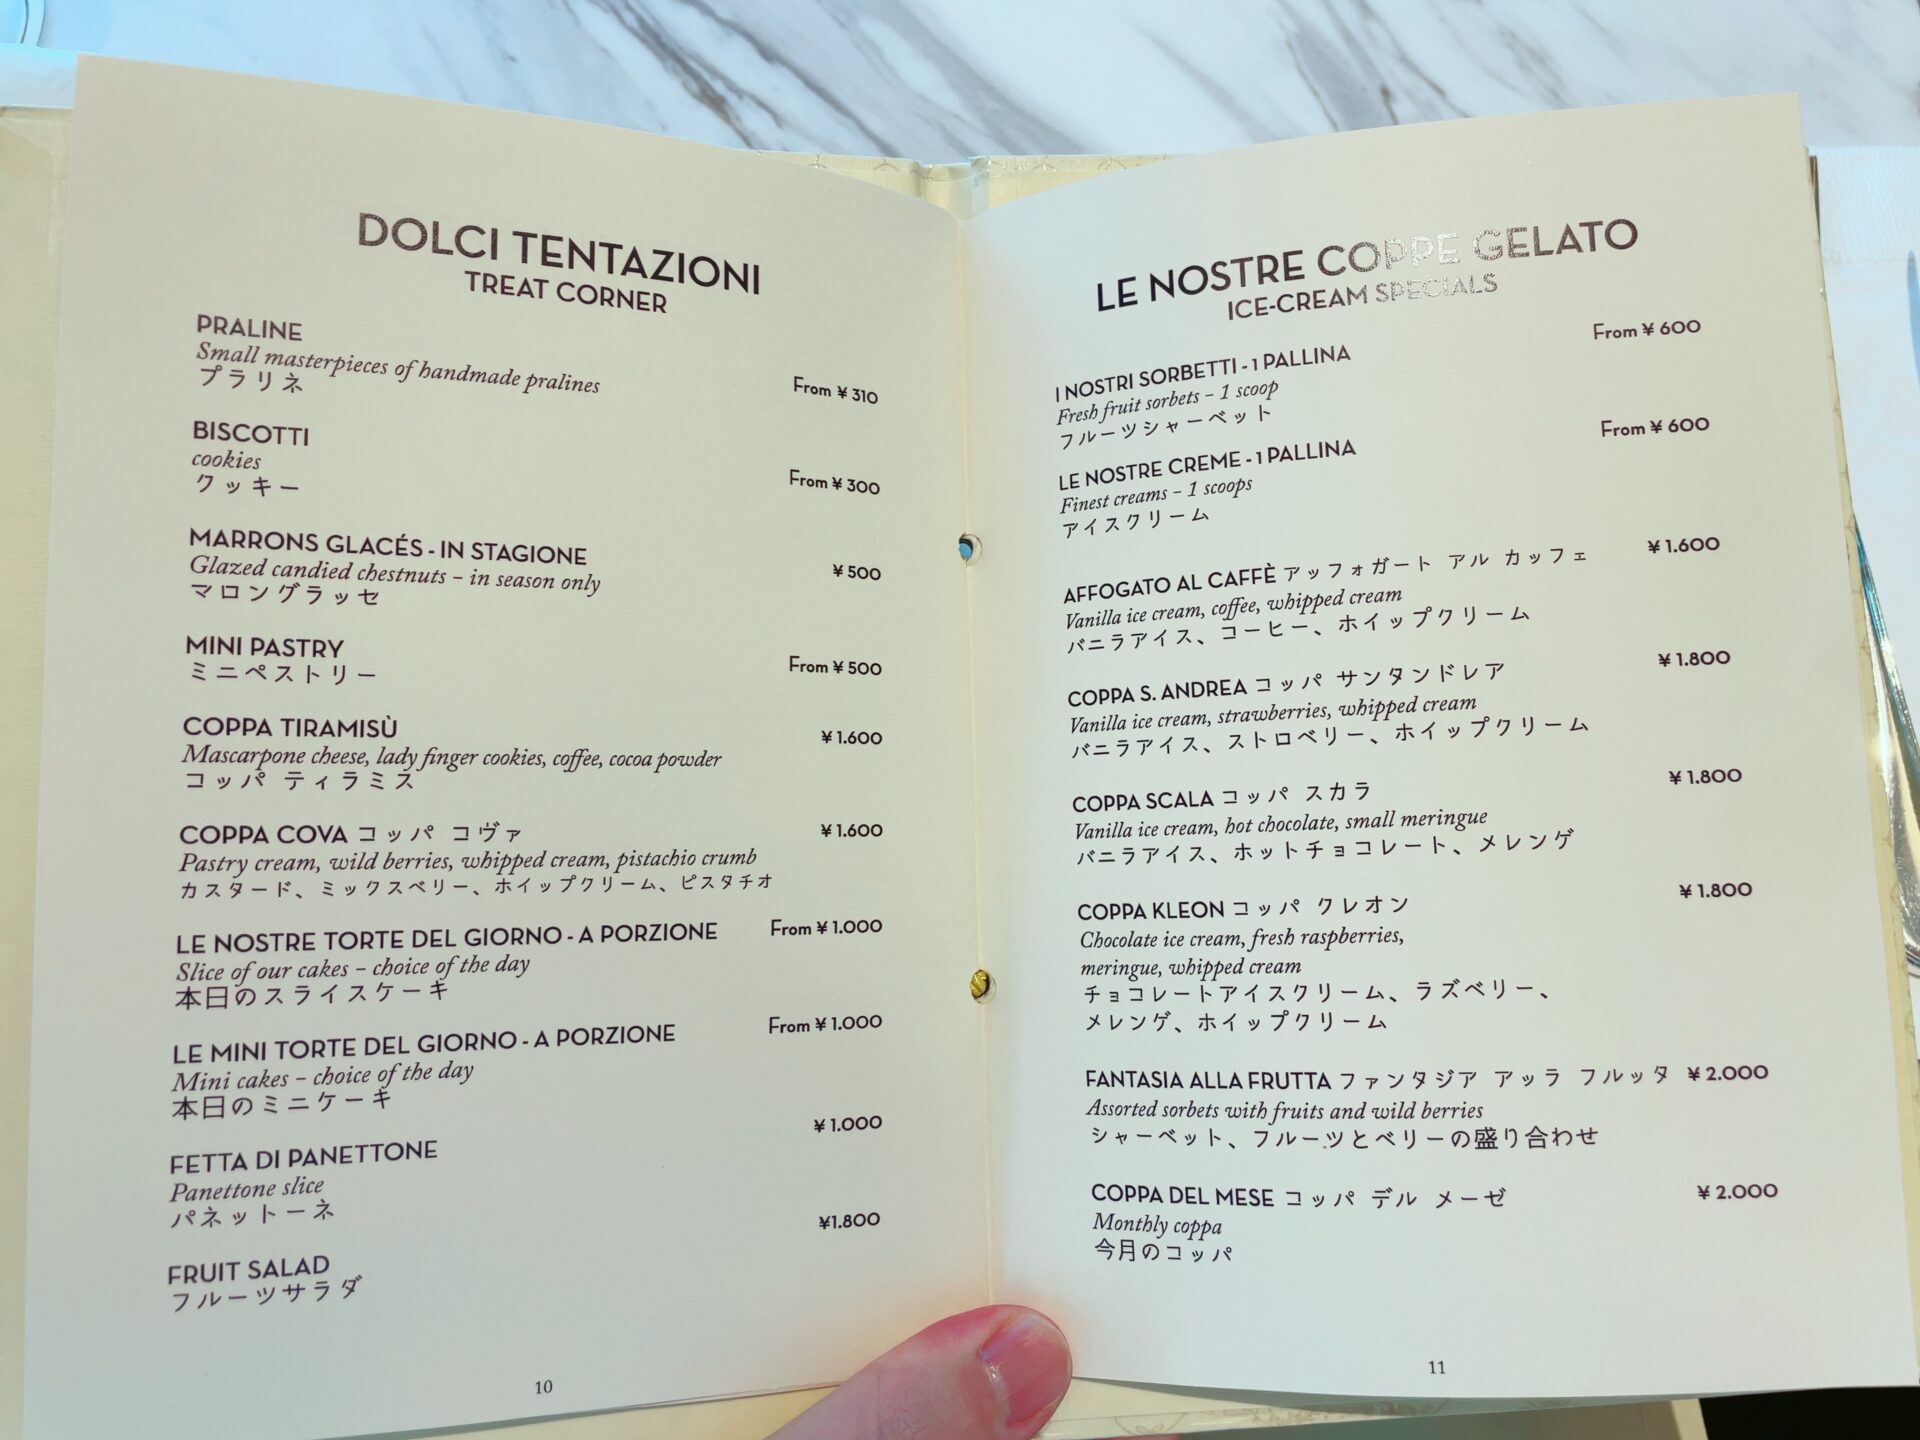 DOLCI TENTAZIONI
TREAT CORNER
PRALINE
Small masterpieces of handmade pralines
プラリネ
From ¥ 310
BISCOTTI
cookies
クッキー
From ¥ 300
MARRONS GLACÉS - IN STAGIONE
Glazed candied chestnuts – in season only
マロングラッセ
¥ 500
MINI PASTRY
ミニペストリー
From ¥ 500
COPPA TIRAMISÙ
Mascarpone cheese, lady finger cookies, coffee, cocoa powder
コッパ ティラミス
¥ 1.600
COPPA COVA コッパ コヴァ
Pastry cream, wild berries, whipped cream, pistachio crumb
カスタード、ミックスベリー、ホイップクリーム、ピスタチオ
¥ 1.600
LE NOSTRE TORTE DEL GIORNO - A PORZIONE
Slice of our cakes – choice of the day
本日のスライスケーキ
From ¥ 1.000
LE MINI TORTE DEL GIORNO - A PORZIONE
Mini cakes – choice of the day
本日のミニケーキ
From ¥ 1.000
FETTA DI PANETTONE
Panettone slice
パネットーネ
¥ 1.000
FRUIT SALAD
フルーツサラダ
¥1.800
10
LE NOSTRE COPPE GELATO
ICE-CREAM SPECIALS
I NOSTRI SORBETTI - 1 PALLINA
Fresh fruit sorbets – 1 scoop
フルーツシャーベット
From ¥ 600
LE NOSTRE CREME - 1 PALLINA
Finest creams – 1 scoops
アイスクリーム
From ¥ 600
AFFOGATO AL CAFFÈ アッフォガート アル カッフェ
Vanilla ice cream, coffee, whipped cream
バニラアイス、コーヒー、ホイップクリーム
¥ 1.600
COPPA S. ANDREA コッパ サンタンドレア
Vanilla ice cream, strawberries, whipped cream
バニラアイス、ストロベリー、ホイップクリーム
¥ 1.800
COPPA SCALA コッパ スカラ
Vanilla ice cream, hot chocolate, small meringue
バニラアイス、ホットチョコレート、メレンゲ
¥ 1.800
COPPA KLEON コッパ クレオン
Chocolate ice cream, fresh raspberries,
meringue, whipped cream
チョコレートアイスクリーム、ラズベリー、
メレンゲ、ホイップクリーム
¥ 1.800
FANTASIA ALLA FRUTTA ファンタジア アッラ フルッタ ¥ 2.000
Assorted sorbets with fruits and wild berries
シャーベット、フルーツとベリーの盛り合わせ
COPPA DEL MESE コッパ デル メーゼ
Monthly coppa
今月のコッパ
¥ 2.000
11